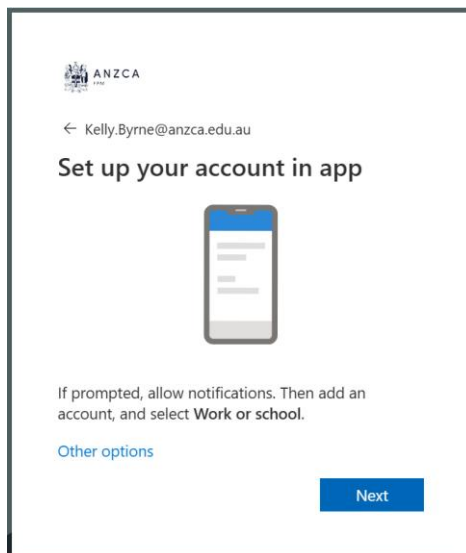 ANZCA
← Kelly.Byrne@anzca.edu.au
Set up your account in app
If prompted, allow notifications. Then add an
account, and select Work or school.
Other options
Next